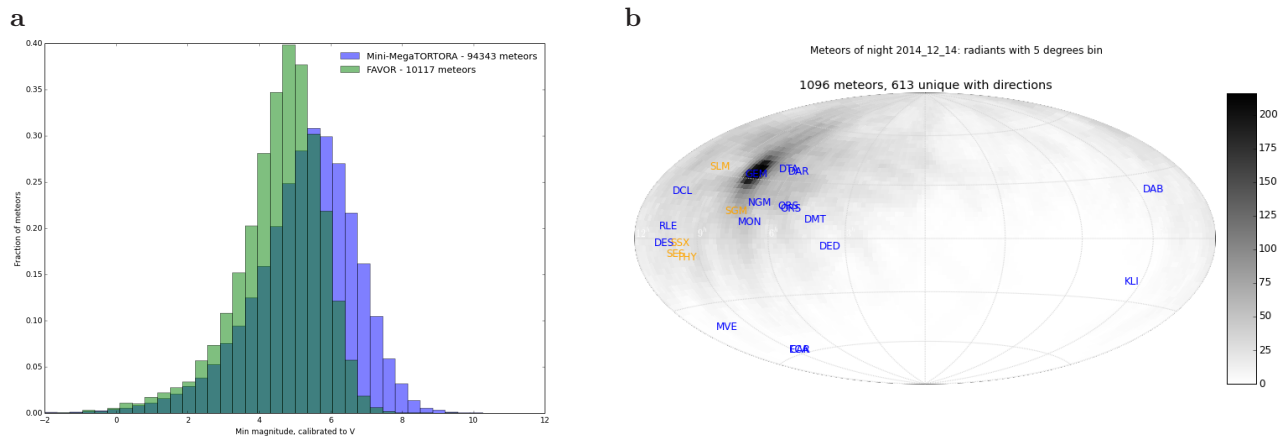 a
b
0.40
0.35
0.30
0.25
0.20
0.15
0.10
0.05
0.00
−2
0
2
4
6
8
10
12
Fraction of meteors
Min magnitude, calibrated to V
Mini-MegaTORTORA - 94343 meteors
FAVOR - 10117 meteors
Meteors of night 2014_12_14: radiants with 5 degrees bin
1096 meteors, 613 unique with directions
SLM
GEM
DTA
DAR
DCL
DAB
NGM
ORS
MON
DMT
RLE
DES
SSX
SES
PHY
DED
KLI
MVE
200
175
150
125
100
75
50
25
0